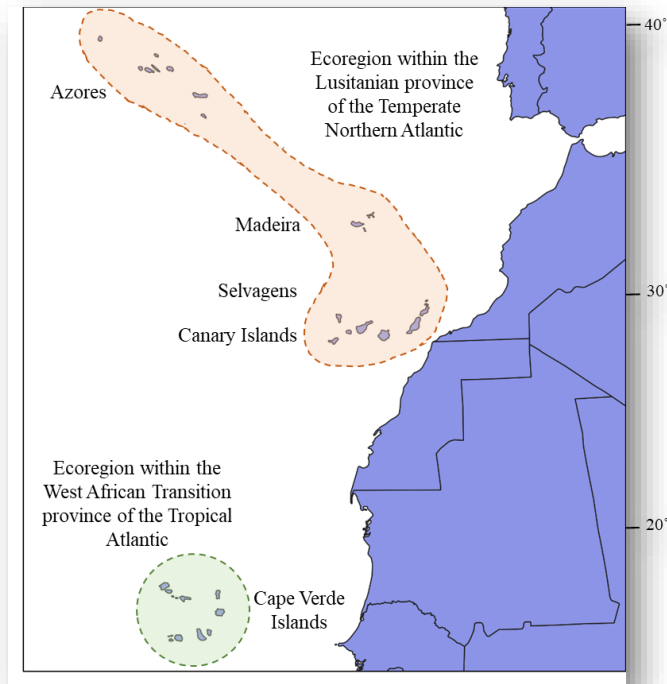 40°
Ecoregion within the
Lusitanian province
of the Temperate
Northern Atlantic
Azores
Madeira
Selvagens
30°
Canary Islands
Ecoregion within the
West African Transition
province of the Tropical
Atlantic
20°
Cape Verde
Islands